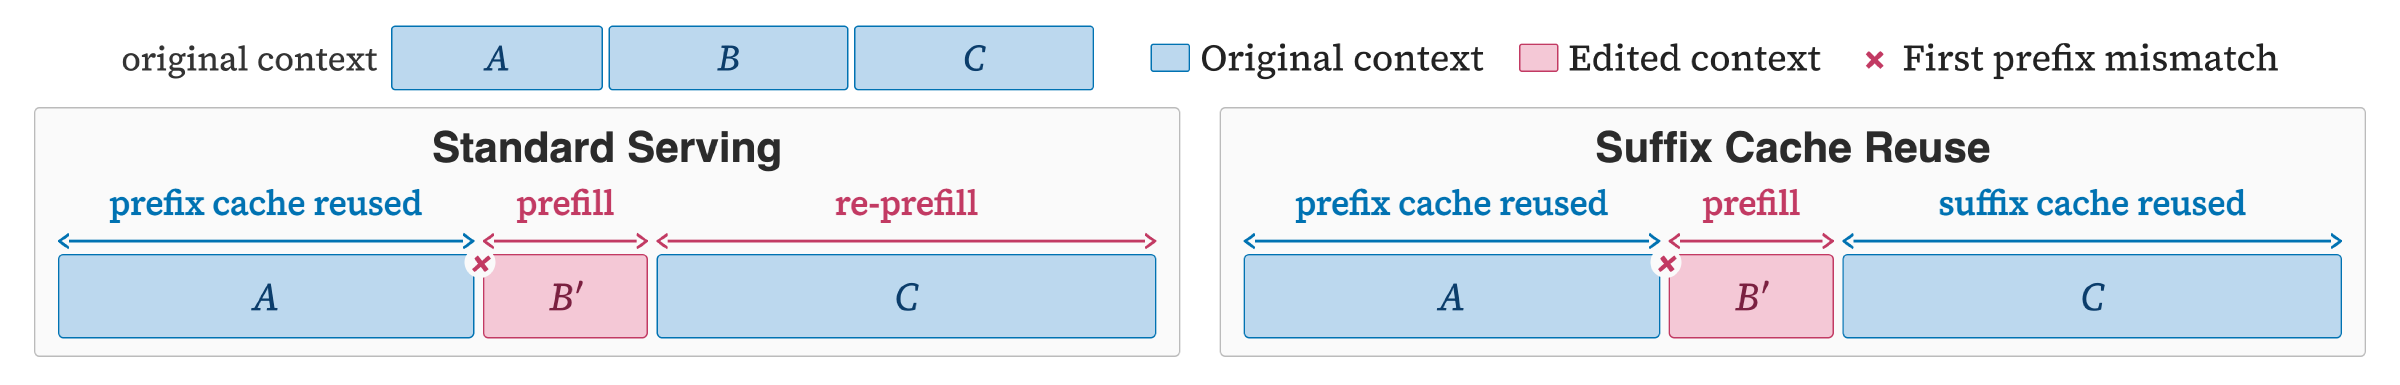 original context A B C Original context Edited context × First prefix mismatch
Standard Serving
prefix cache reused prefill re-prefill
× 
A B′ C
Suffix Cache Reuse
prefix cache reused prefill suffix cache reused
× 
A B′ C